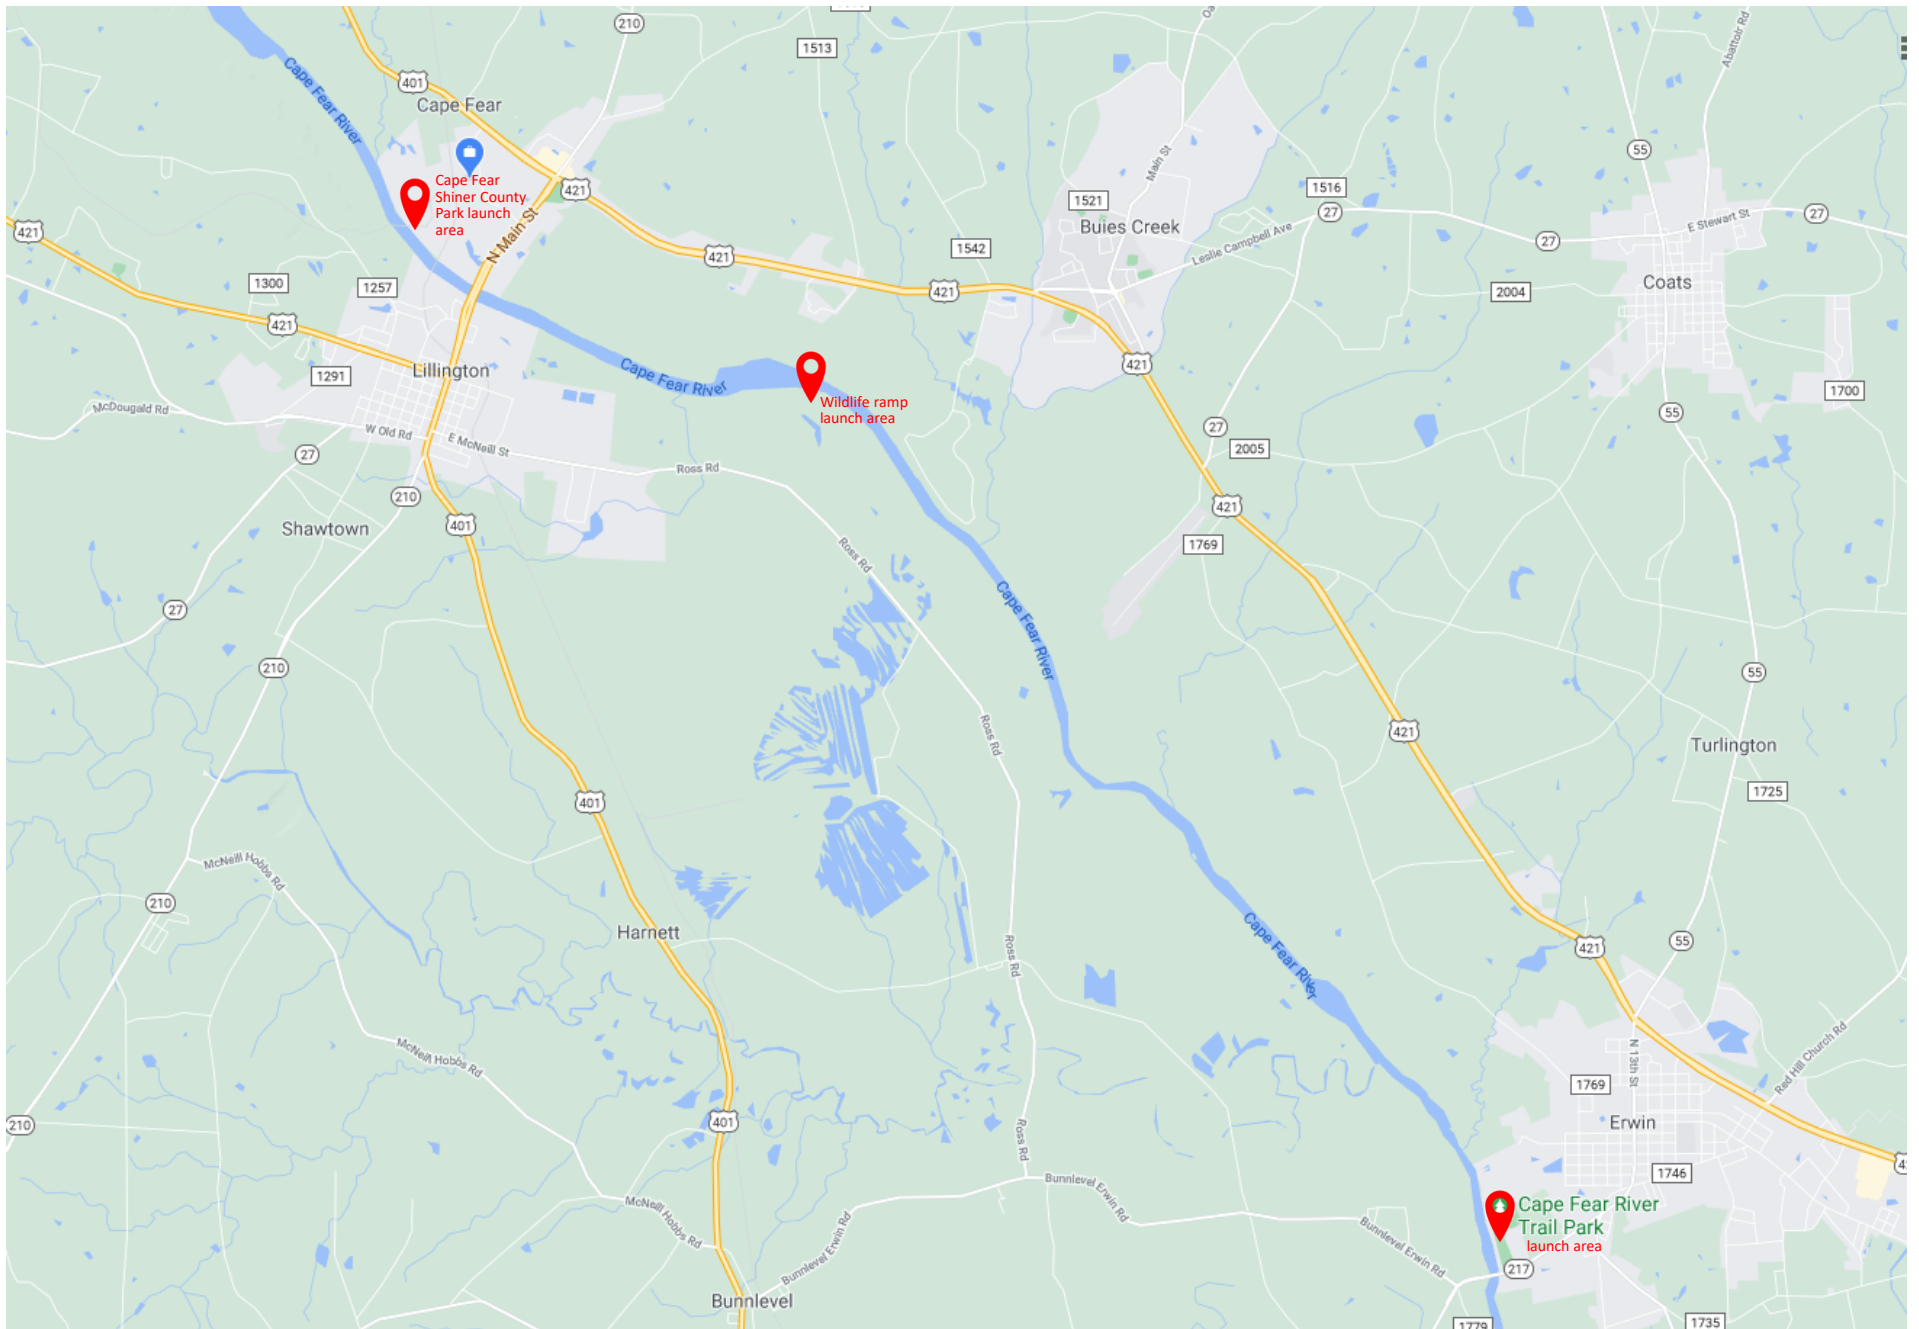 210
1513
Abattoir Rd
Cape Fear River
401
Cape Fear
55
Main St
Cape Fear
Shiner County
Park launch
area
421
1516
1521
27
27
E Stewart St
N Main St
Buies Creek
Leslie Campbell Ave
27
421
1542
421
1300
1257
421
2004
Coats
421
421
Lillington
1291
Cape Fear River
421
1700
McDougald Rd
Wildlife ramp
launch area
55
W Old Rd
E McNeill St
27
2005
27
Ross Rd
210
421
401
Shawtown
1769
Ross Rd
Cape Fear River
27
210
55
Ross Rd
421
Turlington
401
1725
McNeill Hobbs Rd
210
Harnett
Cape Fear River
55
421
Ross Rd
McNeill Hobbs Rd
N 13th St
Red Hill Church Rd
1769
210
401
Erwin
Ross Rd
1746
Bunnlevel Erwin Rd
McNeill Hobbs Rd
Cape Fear River
Trail Park
launch area
Bunnlevel Erwin Rd
Bunnlevel Erwin Rd
217
Bunnlevel
1779
1735